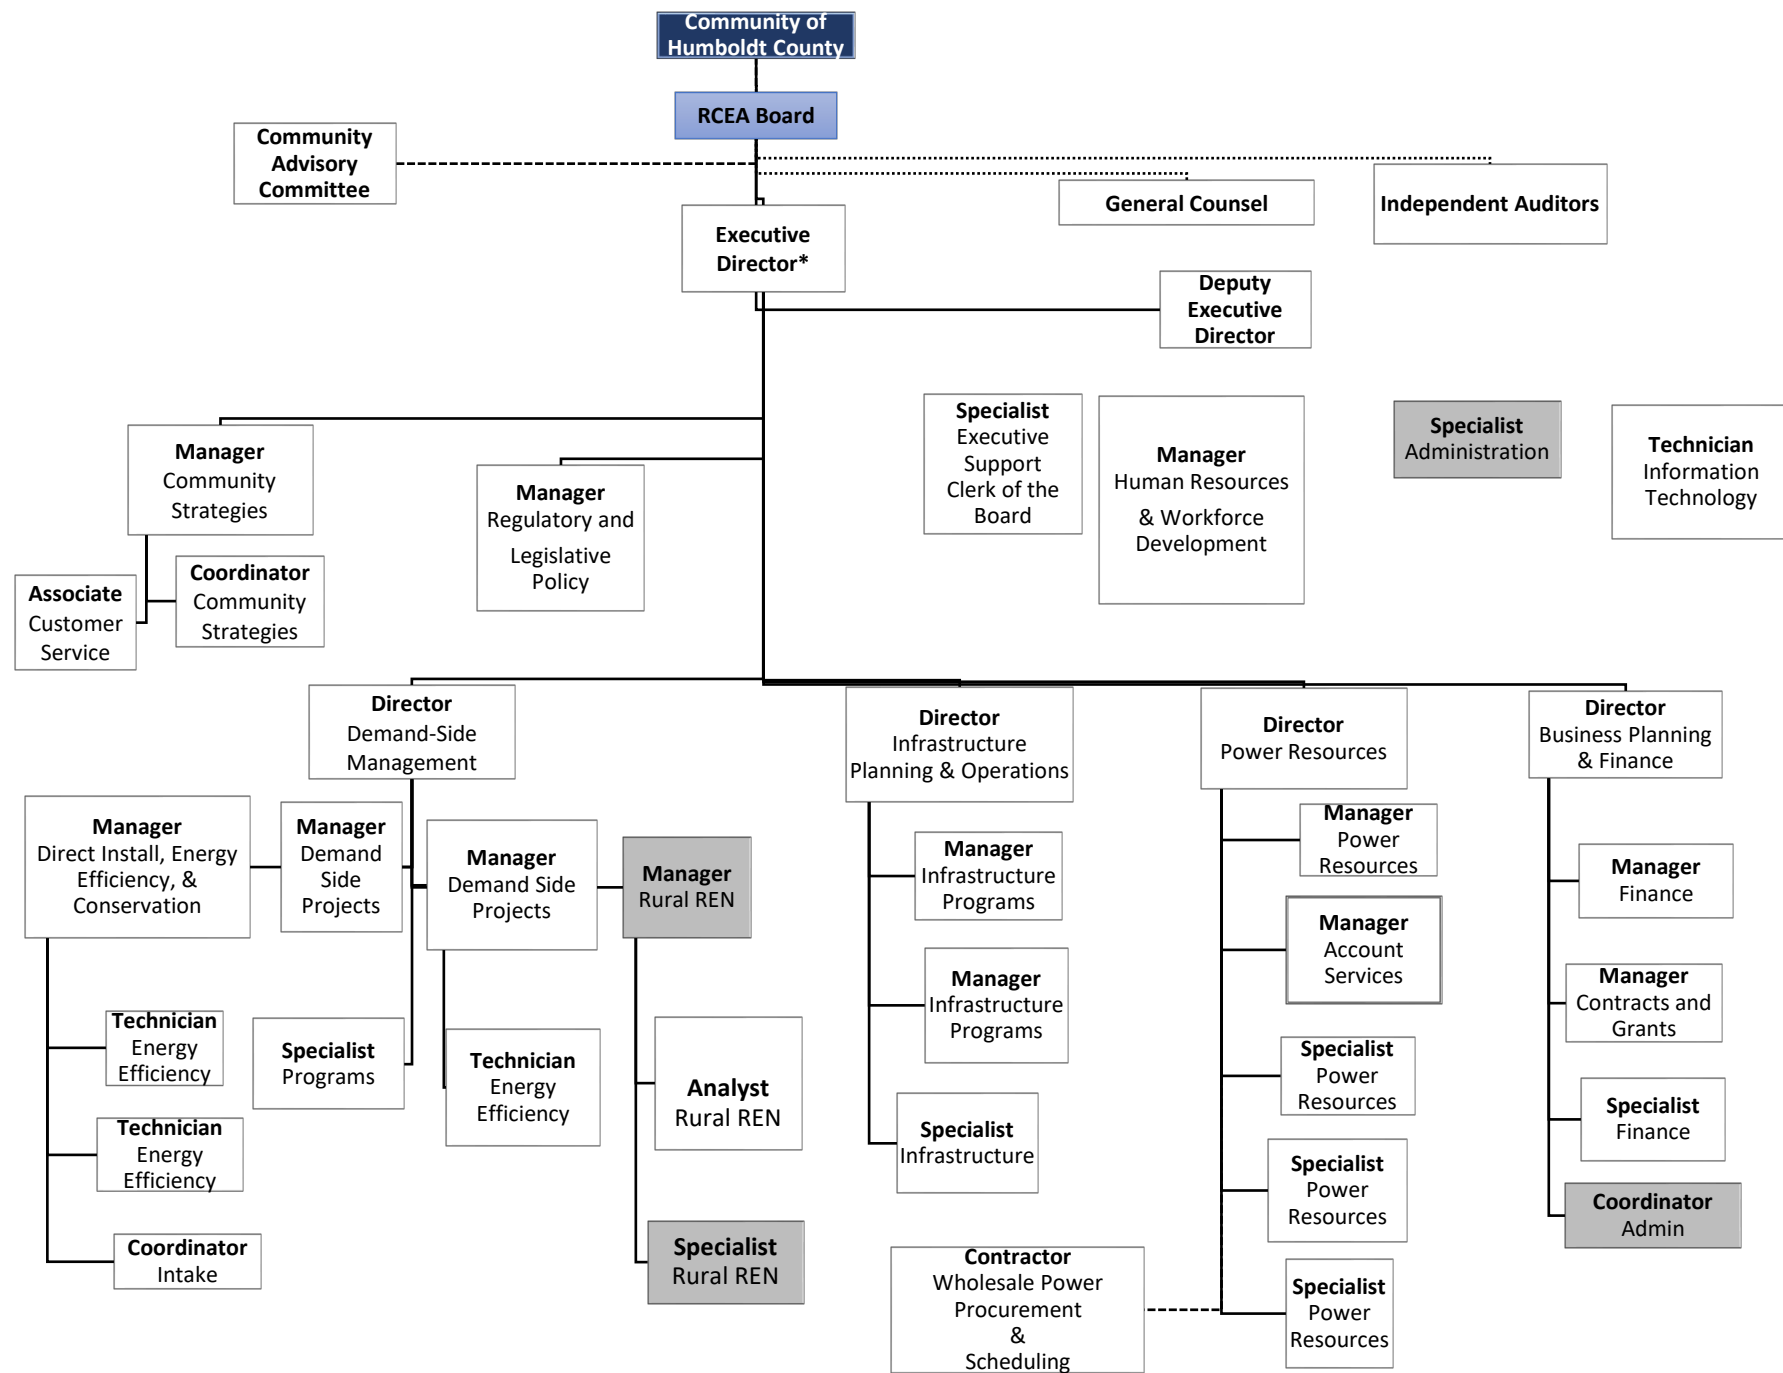 Community of
Humboldt County
RCEA Board
Community
Advisory
Committee
General Counsel
Independent Auditors
Executive
Director*
Deputy
Executive
Director
Manager
Community
Strategies
Manager
Regulatory and
Legislative
Policy
Specialist
Executive
Support
Clerk of the
Board
Manager
Human Resources
& Workforce
Development
Specialist
Administration
Technician
Information
Technology
Associate
Customer
Service
Coordinator
Community
Strategies
Director
Demand-Side
Management
Director
Infrastructure
Planning & Operations
Director
Power Resources
Director
Business Planning
& Finance
Manager
Direct Install, Energy
Efficiency, &
Conservation
Manager
Demand
Side
Projects
Manager
Demand Side
Projects
Manager
Rural REN
Technician
Energy
Efficiency
Technician
Energy
Efficiency
Coordinator
Intake
Specialist
Programs
Technician
Energy
Efficiency
Analyst
Rural REN
Specialist
Rural REN
Manager
Infrastructure
Programs
Manager
Infrastructure
Programs
Specialist
Infrastructure
Contractor
Wholesale Power
Procurement
&
Scheduling
Manager
Power
Resources
Manager
Account
Services
Specialist
Power
Resources
Specialist
Power
Resources
Specialist
Power
Resources
Manager
Finance
Manager
Contracts and
Grants
Specialist
Finance
Coordinator
Admin